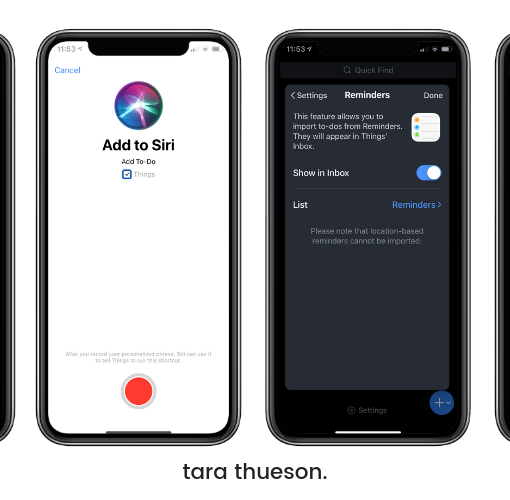 11:53
Cancel
Add to Siri
Add To-Do
Things
After you record your personalized phrase, Siri can use it
to tell Things to run this shortcut.
11:53
Quick Find
Settings
Reminders
Done
This feature allows you to
import to-dos from Reminders.
They will appear in Things'
Inbox.
Show in Inbox
List
Reminders
Please note that location-based
reminders cannot be imported.
Settings
tara thueson.